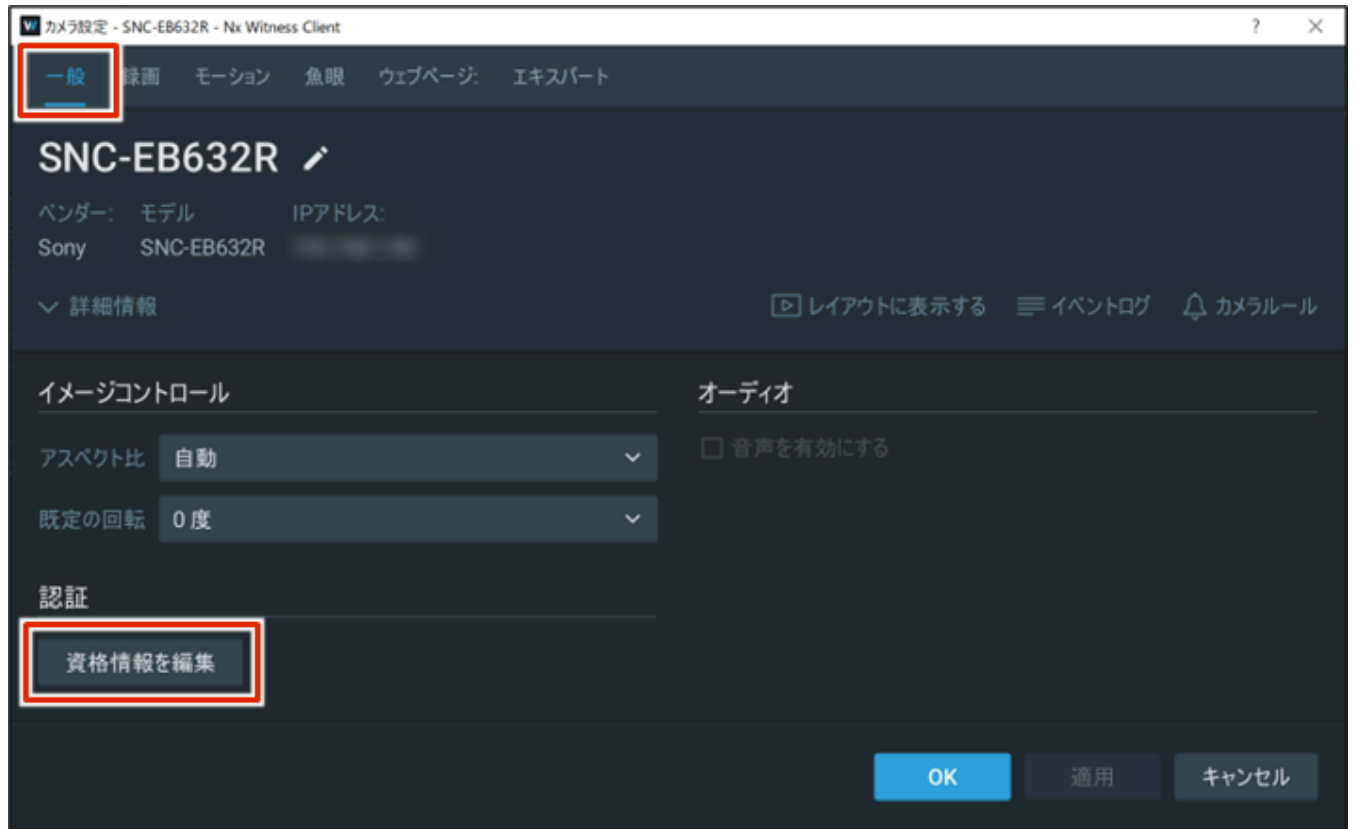 カメラ設定 - SNC-EB632R - Nx Witness Client ?
一般 録画 モーション 魚眼 ウェブページ: エキスパート
SNC-EB632R
ベンダー: モデル IPアドレス:
Sony SNC-EB632R
詳細情報 レイアウトに表示する イベントログ カメラルール
イメージコントロール オーディオ
アスペクト比 自動 音声を有効にする
既定の回転 0 度
認証
資格情報を編集
OK 適用 キャンセル